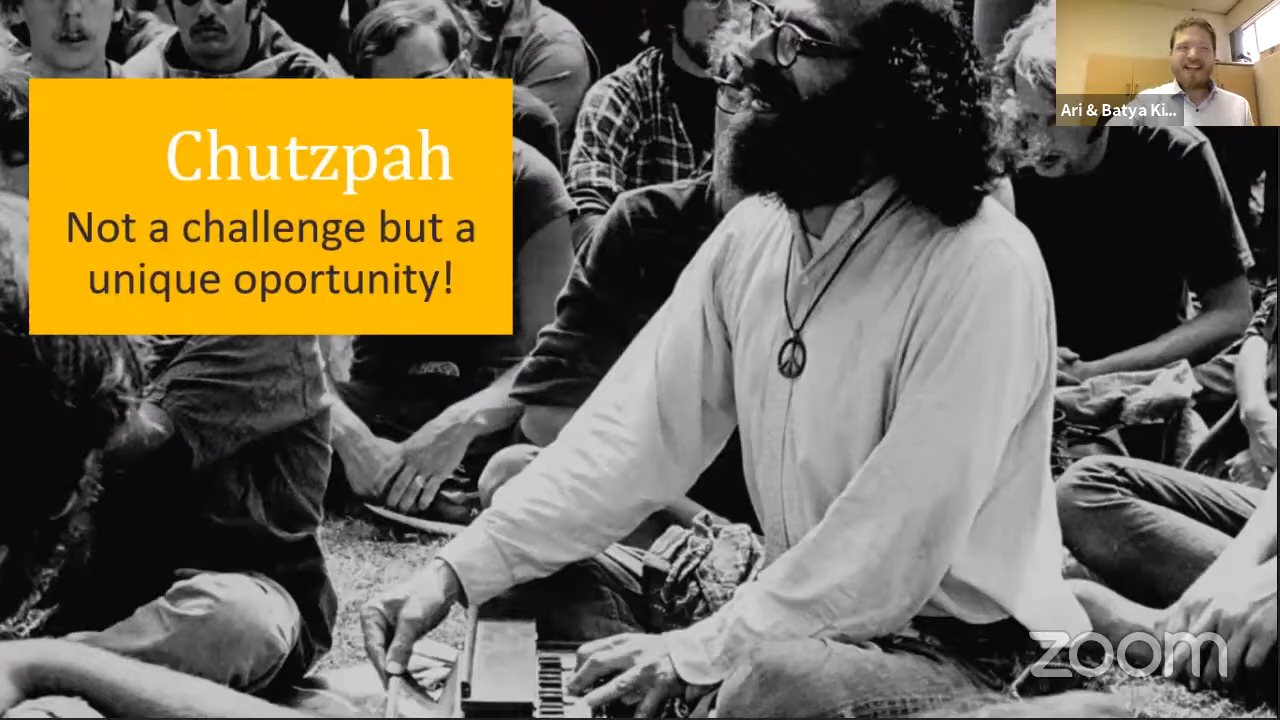 Chutzpah
Not a challenge but a
unique oportunity!
Ari & Batya Ki...
zoom